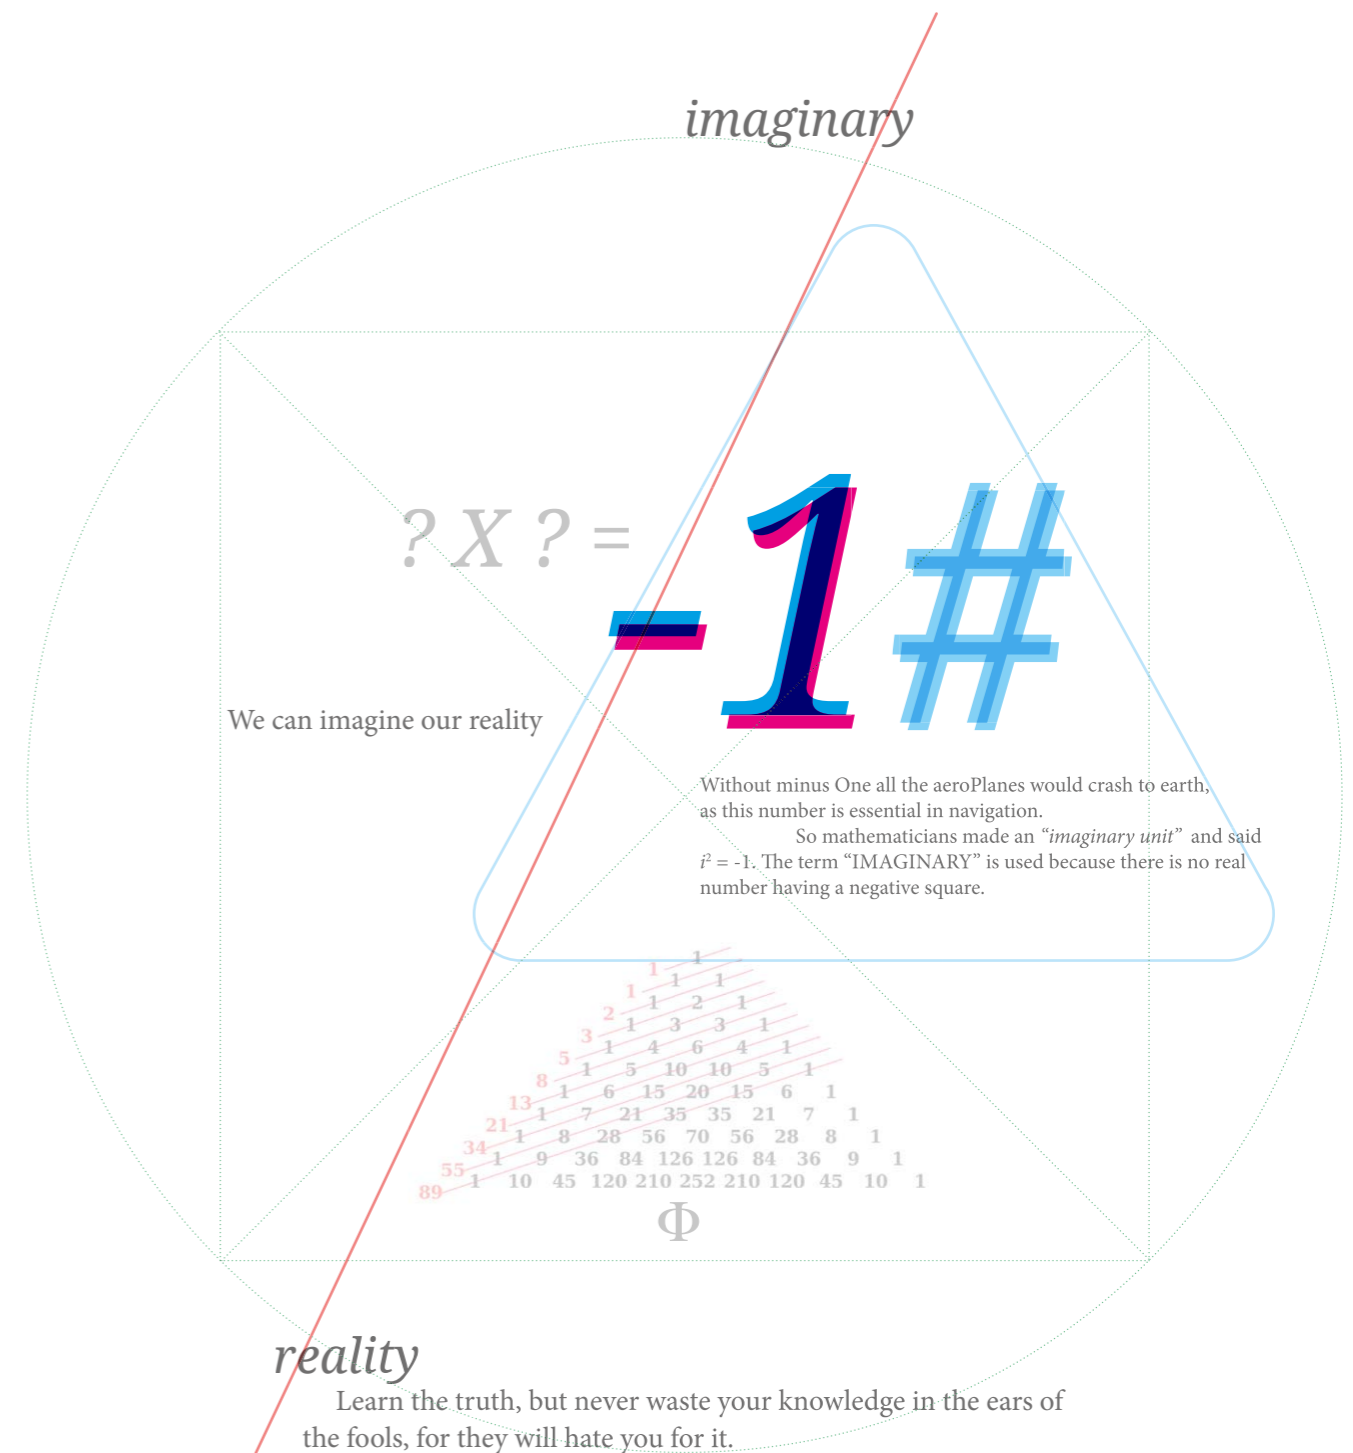 imaginary
? X ? =
-1#
We can imagine our reality
Without minus One all the aeroPlanes would crash to earth,
as this number is essential in navigation.
So mathematicians made an “imaginary unit” and said
i² = -1. The term “IMAGINARY” is used because there is no real
number having a negative square.
1
1
1 1
1
1 2 1
2
1 3 3 1
3
1 4 6 4 1
5
1 5 10 10 5 1
8
1 6 15 20 15 6 1
13
1 7 21 35 35 21 7 1
21
1 8 28 56 70 56 28 8 1
34
1 9 36 84 126 126 84 36 9 1
55
1 10 45 120 210 252 210 120 45 10 1
89
Φ
reality
Learn the truth, but never waste your knowledge in the ears of
the fools, for they will hate you for it.